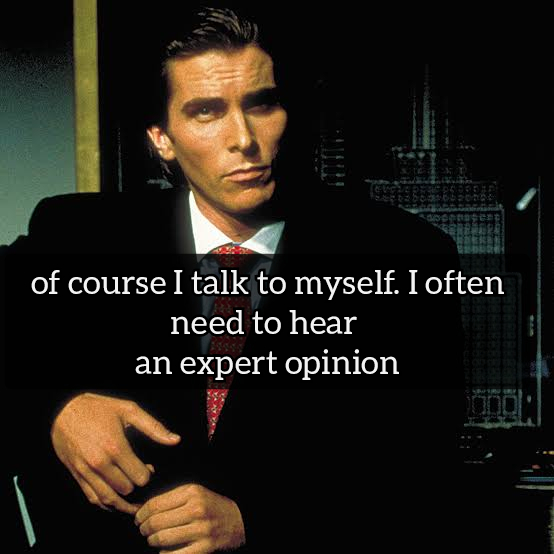 of course I talk to myself. I often
need to hear
an expert opinion